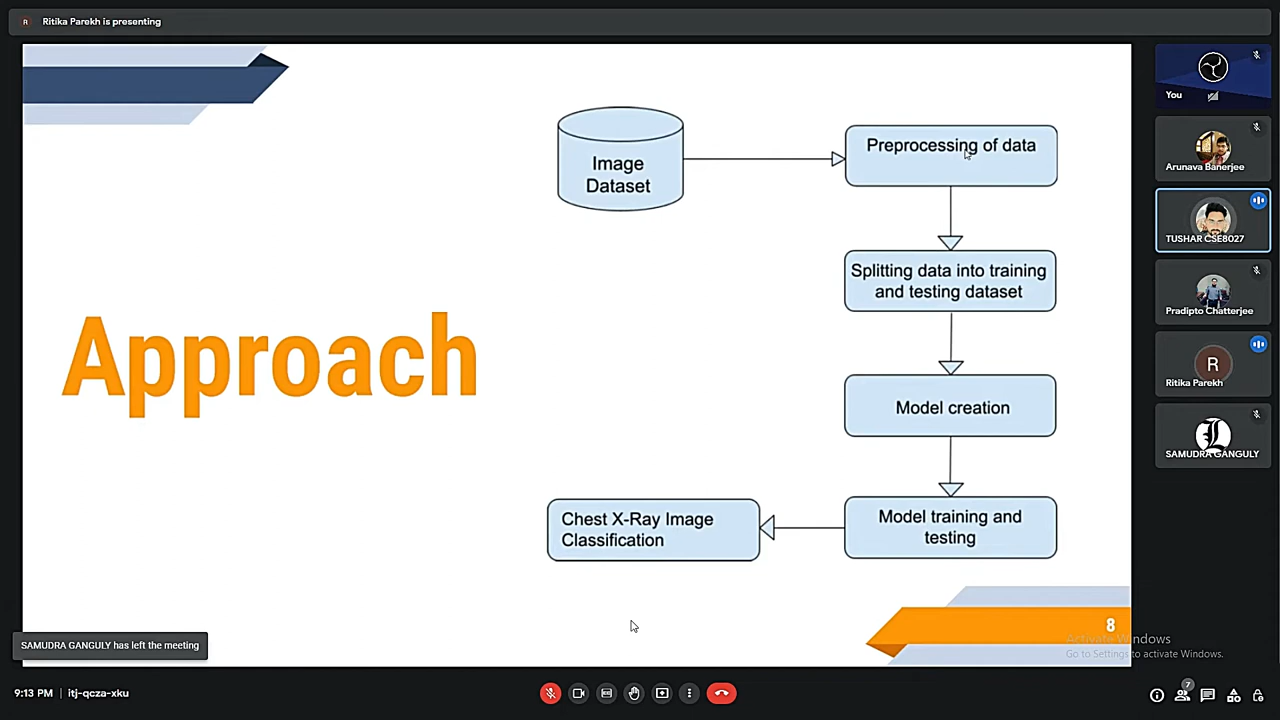 R Ritika Parekh is presenting
Image
Dataset
Preprocessing of data
Splitting data into training
and testing dataset
Approach
Model creation
Chest X-Ray Image
Classification
Model training and
testing
8
Activate Windows
Go to Settings to activate Windows.
SAMUDRA GANGULY has left the meeting
You
Arunava Banerjee
TUSHAR CSE8027
Pradipto Chatterjee
R
Ritika Parekh
L
SAMUDRA GANGULY
9:13 PM | itj-qcza-xku
7